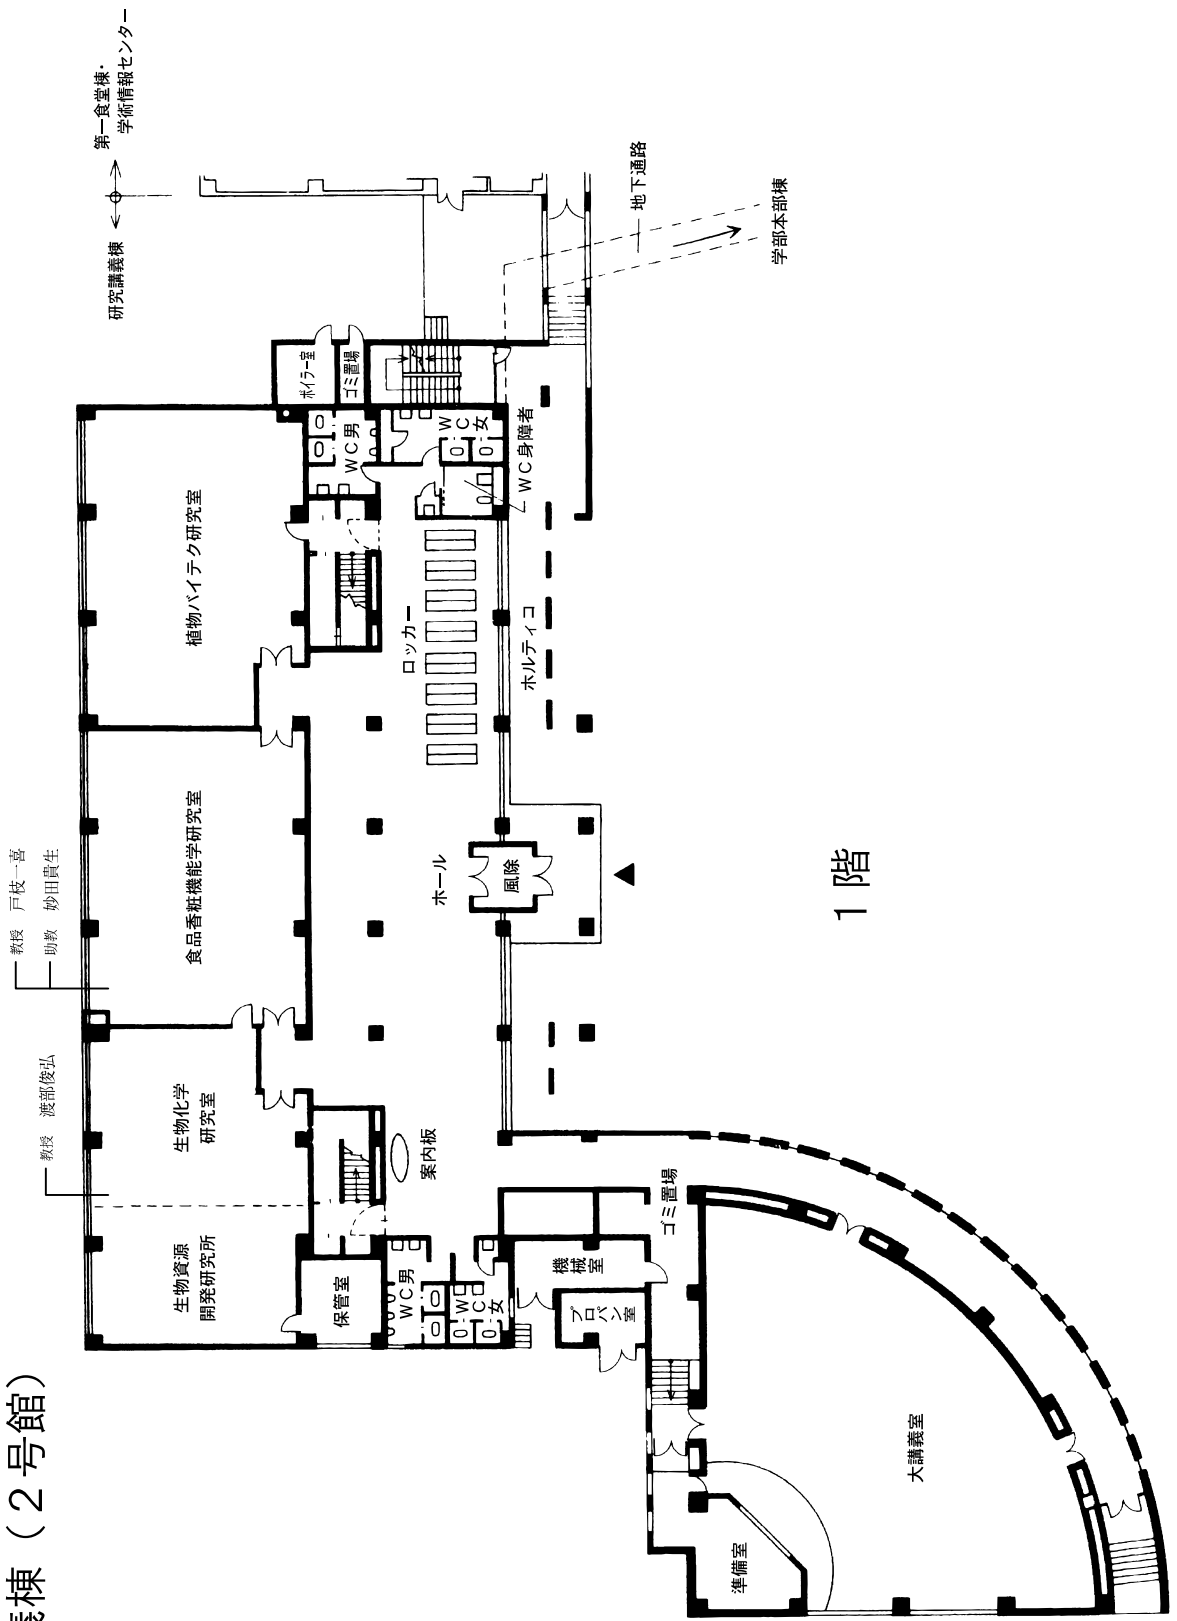 棟（２号館）
１階
第一食堂棟・
学術情報センター
研究講義棟
地下通路
学部本部棟
ボイラー室
ゴミ置場
WC男
WC女
WC身障者
植物バイテク研究室
ロッカー
ホルティコ
教授　戸枝一喜
助教　妙田貴生
食品香粧機能学研究室
ホール
風除
教授　渡部俊弘
生物化学
研究室
案内板
生物資源
開発研究所
保管室
WC男
WC女
機械室
プロパン室
ゴミ置場
大講義室
準備室